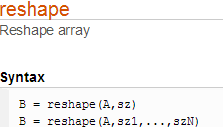 reshape
Reshape array
Syntax
B = reshape(A,sz)
B = reshape(A,sz1,...,szN)